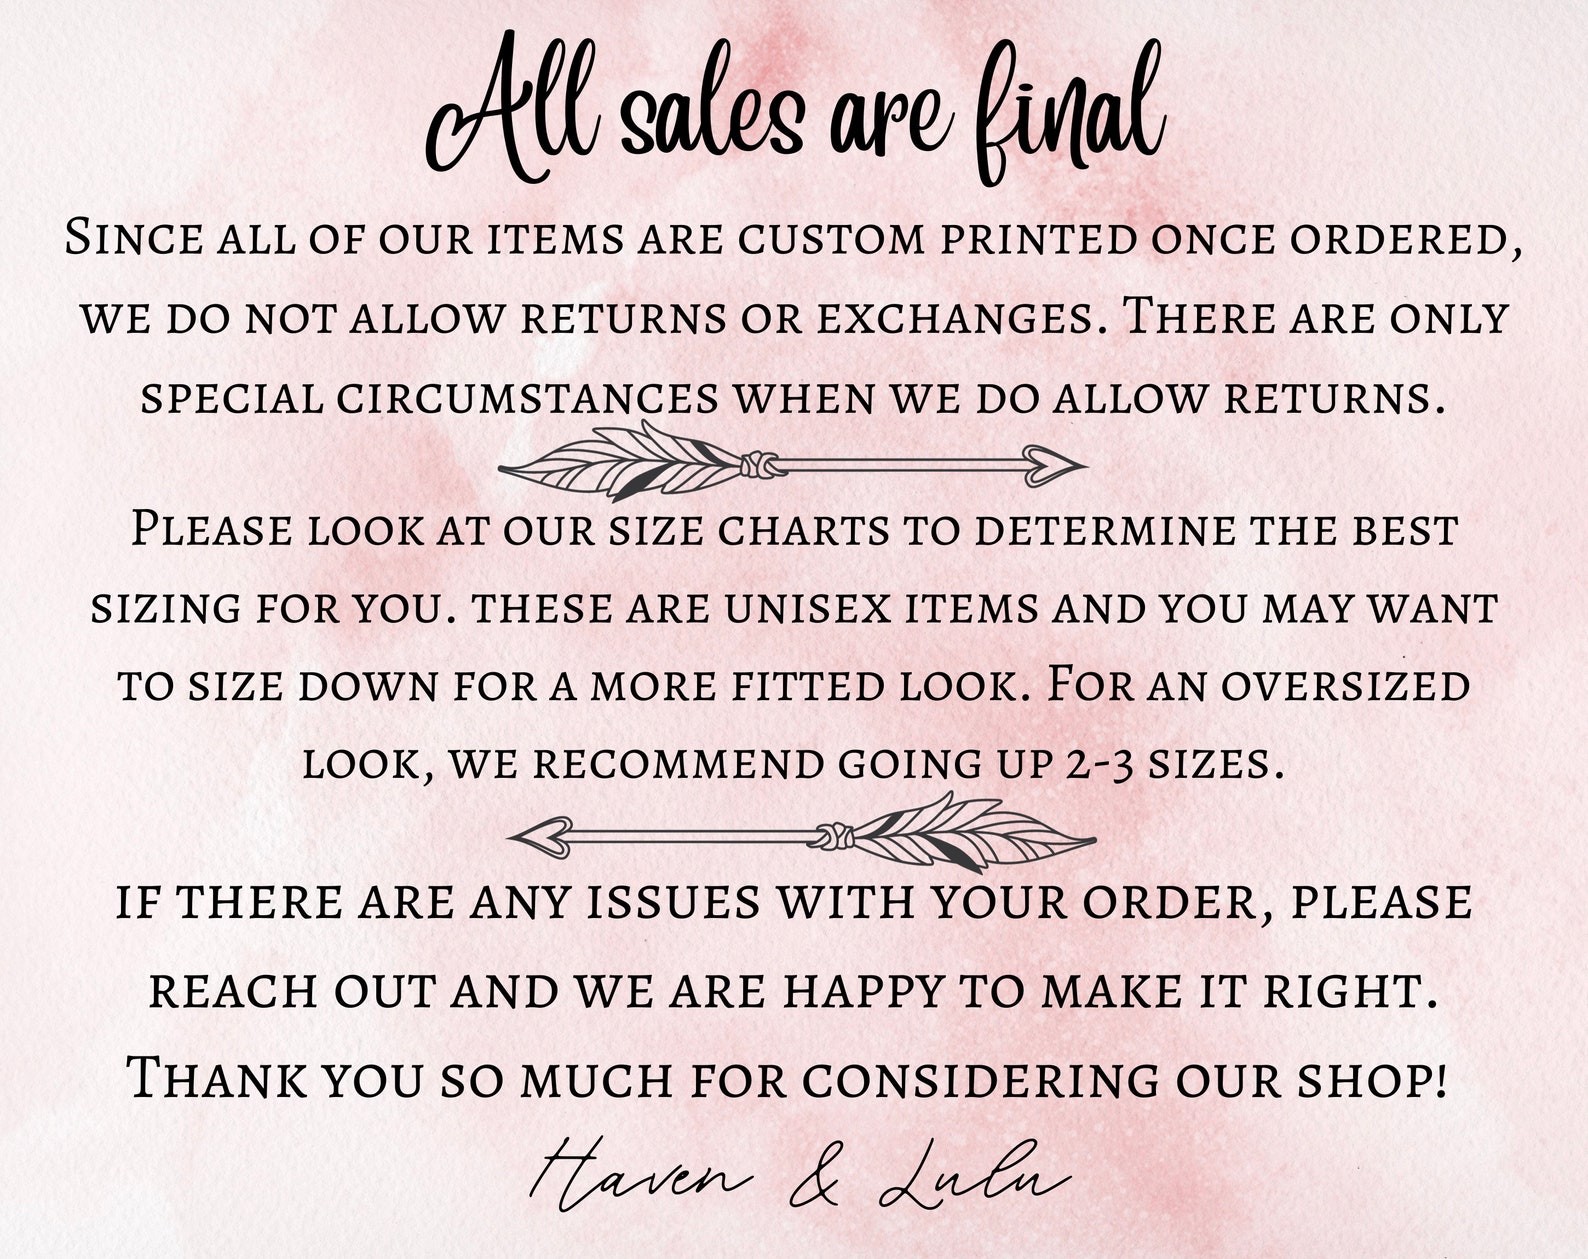 All sales are final
Since all of our items are custom printed once ordered,
we do not allow returns or exchanges. There are only
special circumstances when we do allow returns.
Please look at our size charts to determine the best
sizing for you. these are unisex items and you may want
to size down for a more fitted look. For an oversized
look, we recommend going up 2-3 sizes.
if there are any issues with your order, please
reach out and we are happy to make it right.
Thank you so much for considering our shop!
Haven & Lulu